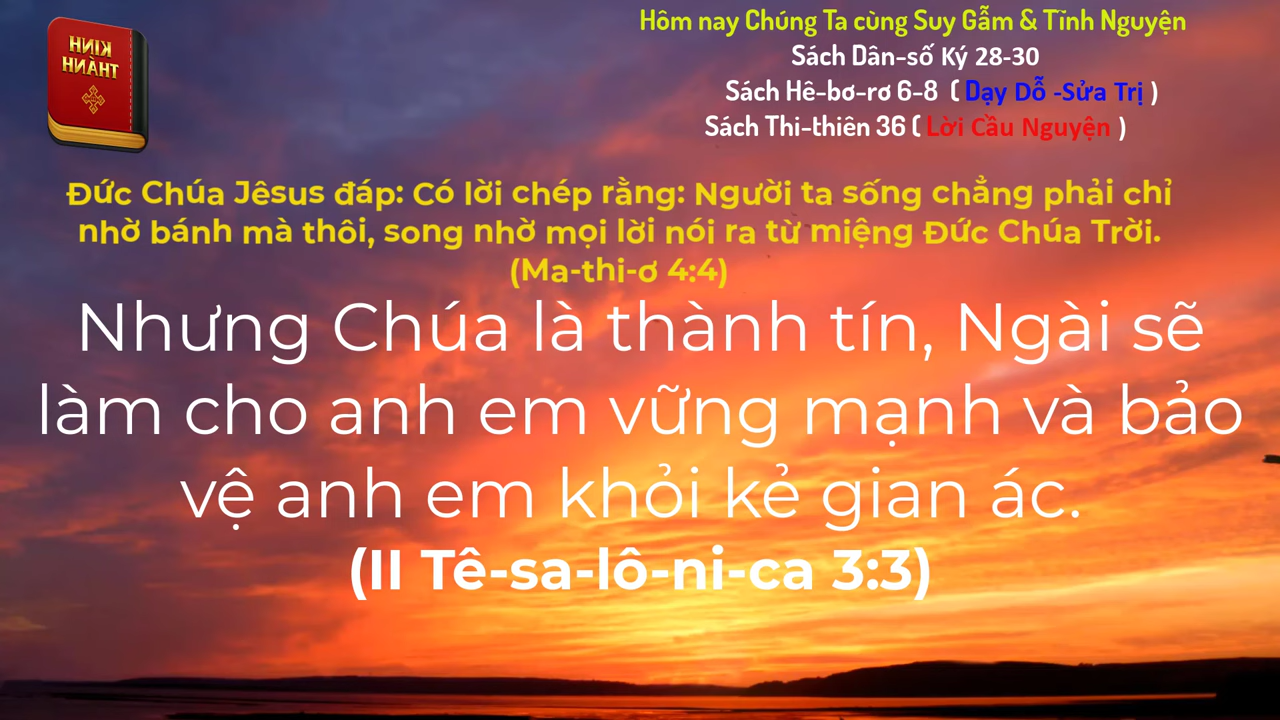 KINH
THÁNH
Hôm nay Chúng Ta cùng Suy Gẫm & Tĩnh Nguyện
Sách Dân-số Ký 28-30
Sách Hê-bơ-rơ 6-8 ( Dạy Dỗ -Sửa Trị )
Sách Thi-thiên 36 ( Lời Cầu Nguyện )
Đức Chúa Jêsus đáp: Có lời chép rằng: Người ta sống chẳng phải chỉ
nhờ bánh mà thôi, song nhờ mọi lời nói ra từ miệng Đức Chúa Trời.
(Ma-thi-ơ 4:4)
Nhưng Chúa là thành tín, Ngài sẽ
làm cho anh em vững mạnh và bảo
vệ anh em khỏi kẻ gian ác.
(II Tê-sa-lô-ni-ca 3:3)